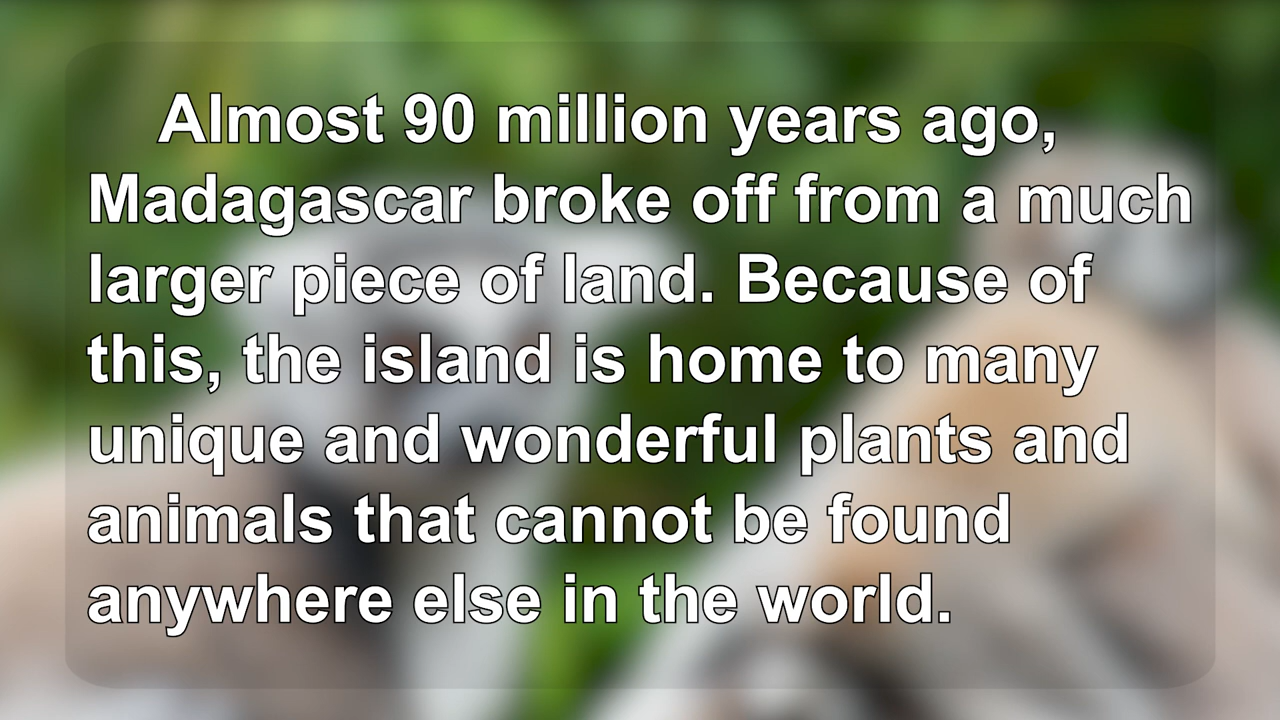 Almost 90 million years ago,
Madagascar broke off from a much
larger piece of land. Because of
this, the island is home to many
unique and wonderful plants and
animals that cannot be found
anywhere else in the world.